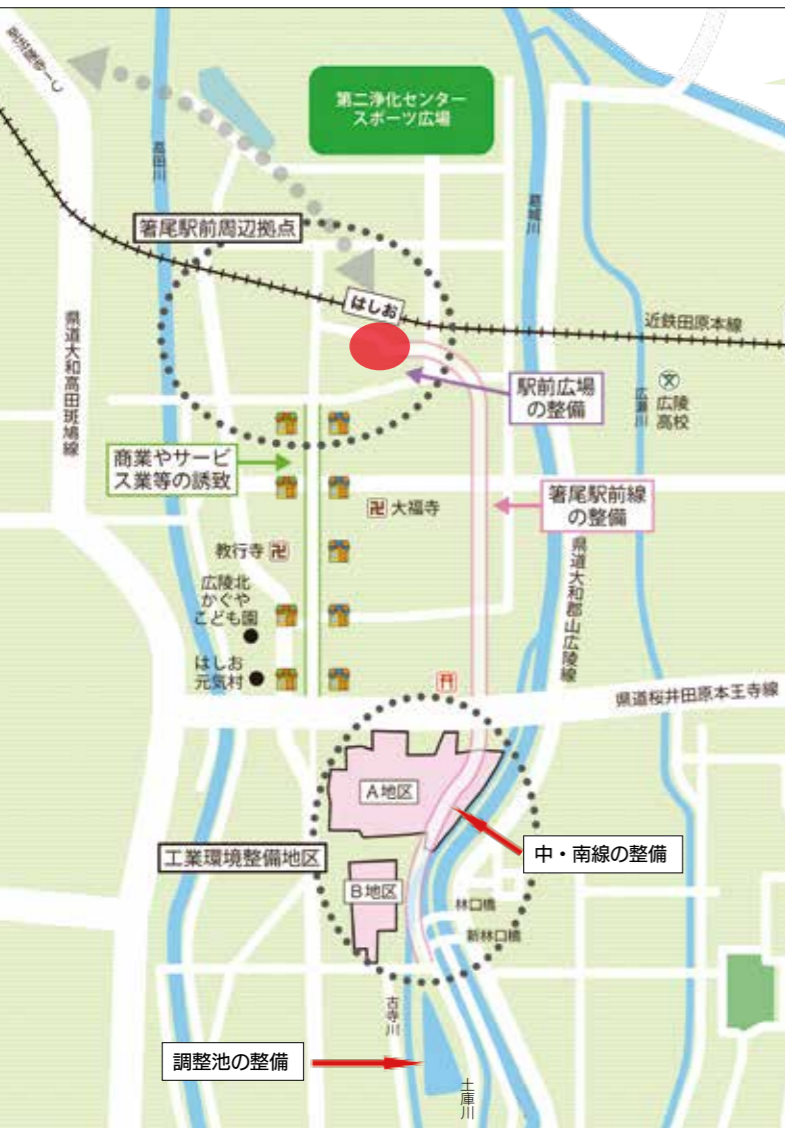 第二浄化センター
スポーツ広場
高田川
葛城川
箸尾駅前周辺拠点
はしお
近鉄田原本線
県道大和高田斑鳩線
駅前広場
の整備
広瀬川
広陵
高校
商業やサービ
ス業等の誘致
大福寺
箸尾駅前線
の整備
教行寺
県道大和郡山広陵線
広陵北
かぐや
こども園
はしお
元気村
県道桜井田原本王寺線
A地区
工業環境整備地区
中・南線の整備
B地区
林口橋
新林口橋
古寺川
調整池の整備
土庫川